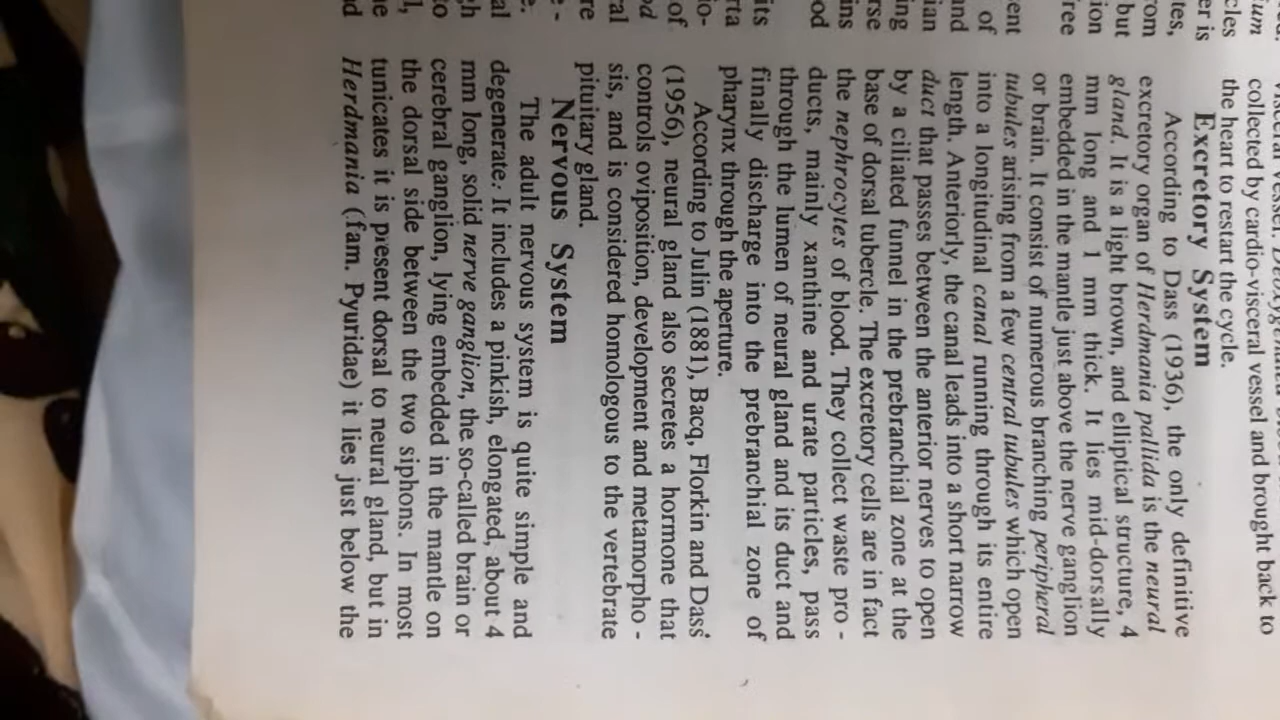 collected by cardio-visceral vessel and brought back to
the heart to restart the cycle.
Excretory System
According to Dass (1936), the only definitive
excretory organ of Herdmania pallida is the neural
gland. It is a light brown, and elliptical structure, 4
mm long and 1 mm thick. It lies mid-dorsally
embedded in the mantle just above the nerve ganglion
or brain. It consist of numerous branching peripheral
tubules arising from a few central tubules which open
into a longitudinal canal running through its entire
length. Anteriorly, the canal leads into a short narrow
duct that passes between the anterior nerves to open
by a ciliated funnel in the prebranchial zone at the
base of dorsal tubercle. The excretory cells are in fact
the nephrocytes of blood. They collect waste pro -
ducts, mainly xanthine and urate particles, pass
through the lumen of neural gland and its duct and
finally discharge into the prebranchial zone of
pharynx through the aperture.
According to Julin (1881), Bacq, Florkin and Dass
(1956), neural gland also secretes a hormone that
controls oviposition, development and metamorpho -
sis, and is considered homologous to the vertebrate
pituitary gland.
Nervous System
The adult nervous system is quite simple and
degenerate. It includes a pinkish, elongated, about 4
mm long, solid nerve ganglion, the so-called brain or
cerebral ganglion, lying embedded in the mantle on
the dorsal side between the two siphons. In most
tunicates it is present dorsal to neural gland, but in
Herdmania (fam. Pyuridae) it lies just below the